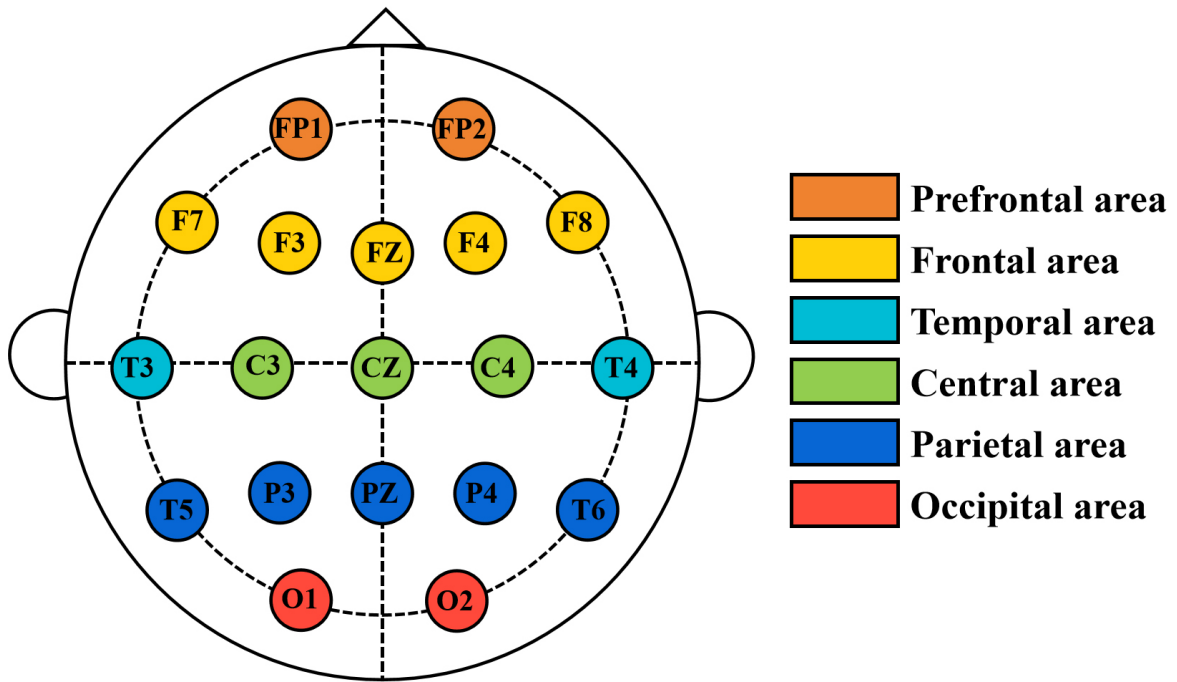 FP1 FP2
F7 F3 FZ F4 F8
T3 C3 CZ C4 T4
T5 P3 PZ P4 T6
O1 O2
Prefrontal area
Frontal area
Temporal area
Central area
Parietal area
Occipital area